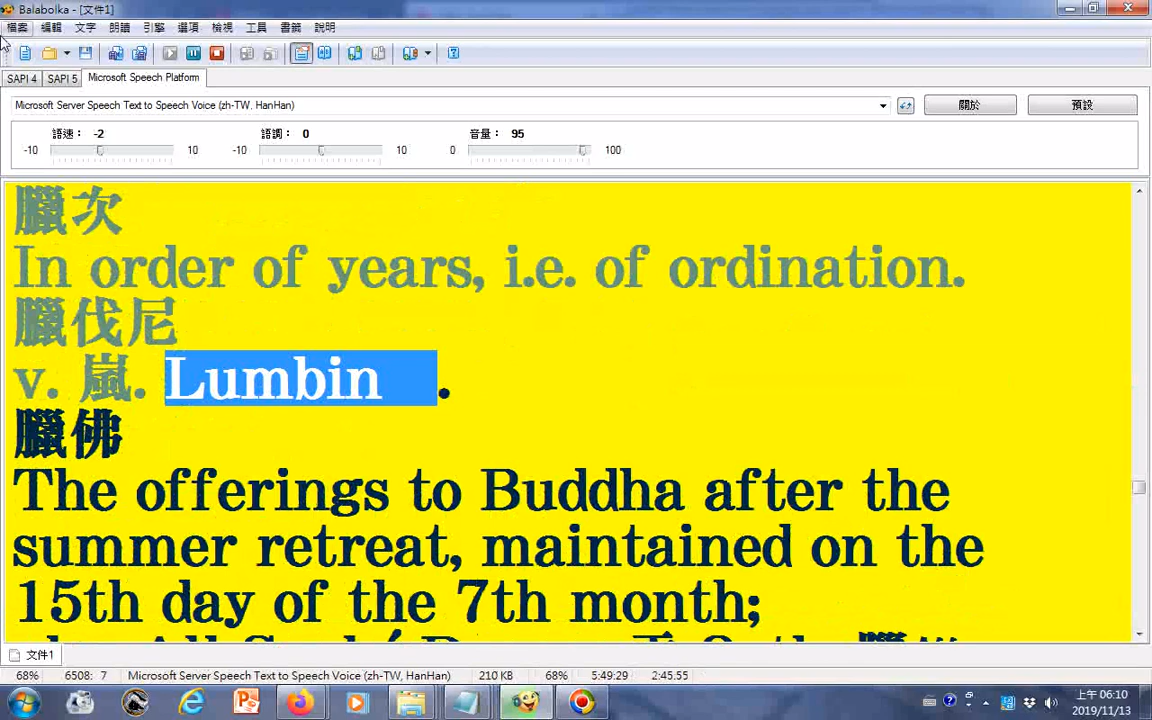 Balabolka - [文件1]
檔案 編輯 文字 朗讀 引擎 選項 檢視 工具 書籤 說明
SAPI 4 SAPI 5 Microsoft Speech Platform
Microsoft Server Speech Text to Speech Voice (zh-TW, HanHan) 關於 預設
語速： -2 語調： 0 音量： 95
-10 10 -10 10 0 100
臘次
In order of years, i.e. of ordination.
臘伐尼
v. 嵐. Lumbin .
臘佛
The offerings to Buddha after the
summer retreat, maintained on the
15th day of the 7th month;
文件1
68% 6508: 7 Microsoft Server Speech Text to Speech Voice (zh-TW, HanHan) 210 KB 68% 5:49:29 2:45.55
上午 06:10
2019/11/13